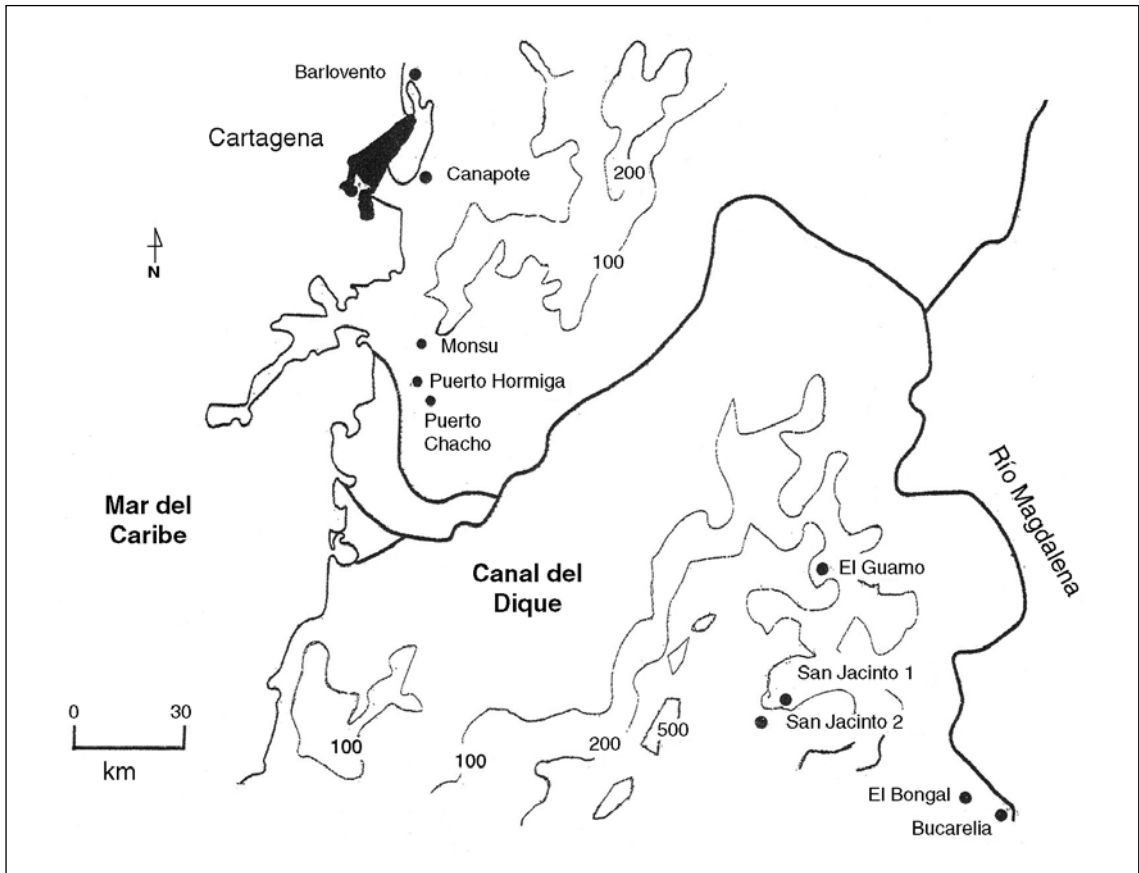 Barlovento
Cartagena
Canapote
200
100
N
Monsu
Puerto Hormiga
Puerto
Chacho
Río Magdalena
Mar del
Caribe
Canal del
Dique
El Guamo
San Jacinto 1
San Jacinto 2
0 30
km
100
100
200
500
El Bongal
Bucarelia